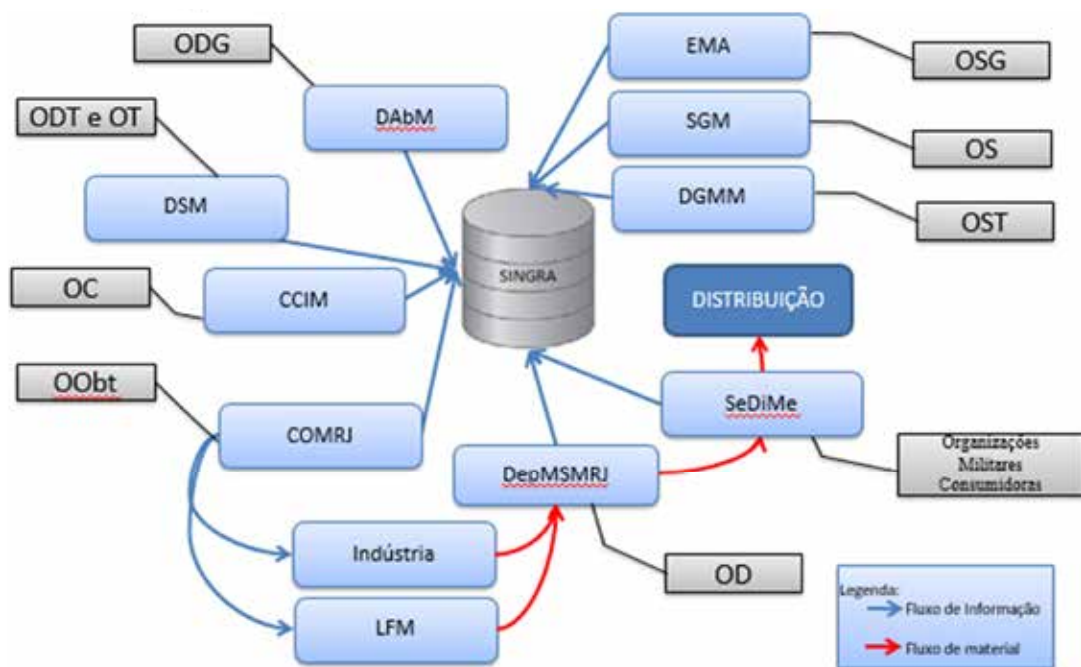 ODG
EMA
OSG
ODT e OT
DAbM
SGM
OS
DSM
DGMM
OST
SINGRA
OC
CCIM
DISTRIBUIÇÃO
OObt
COMRJ
SeDiMe
DepMSMRJ
Organizações
Militares
Consumidoras
Indústria
OD
LFM
Legenda:
Fluxo de Informação
Fluxo de material